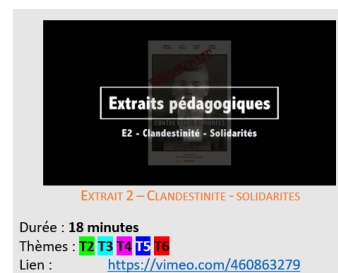 Extraits pédagogiques
E2 - Clandestinité - Solidarités
EXTRAIT 2 – CLANDESTINITE - SOLIDARITES
Durée : 18 minutes
Thèmes : T2 T3 T4 T5 T6
Lien : https://vimeo.com/460863279